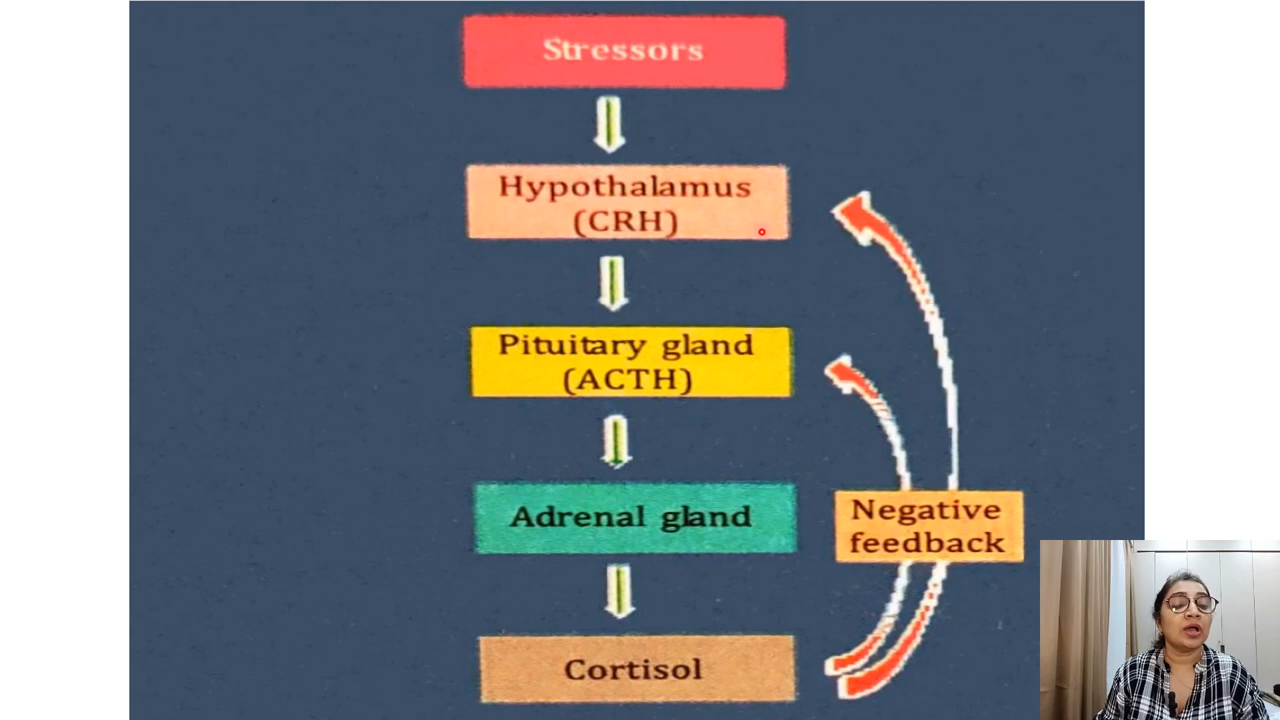 Stressors
Hypothalamus
(CRH)
Pituitary gland
(ACTH)
Adrenal gland
Negative
feedback
Cortisol